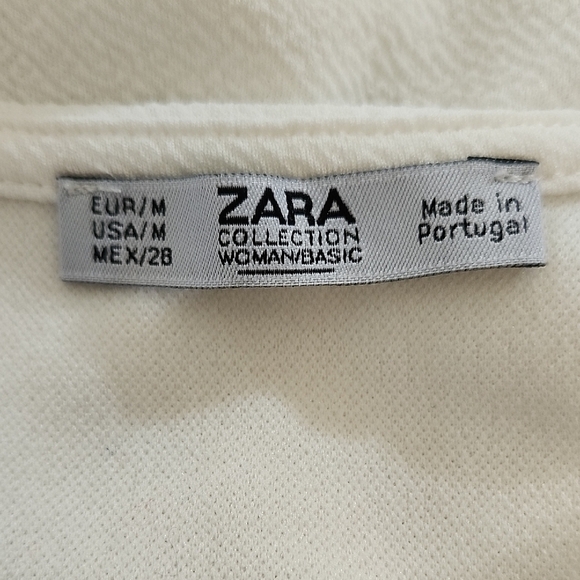 EUR/M
USA/M
MEX/28
ZARA
COLLECTION
WOMAN/BASIC
Made in
Portugal